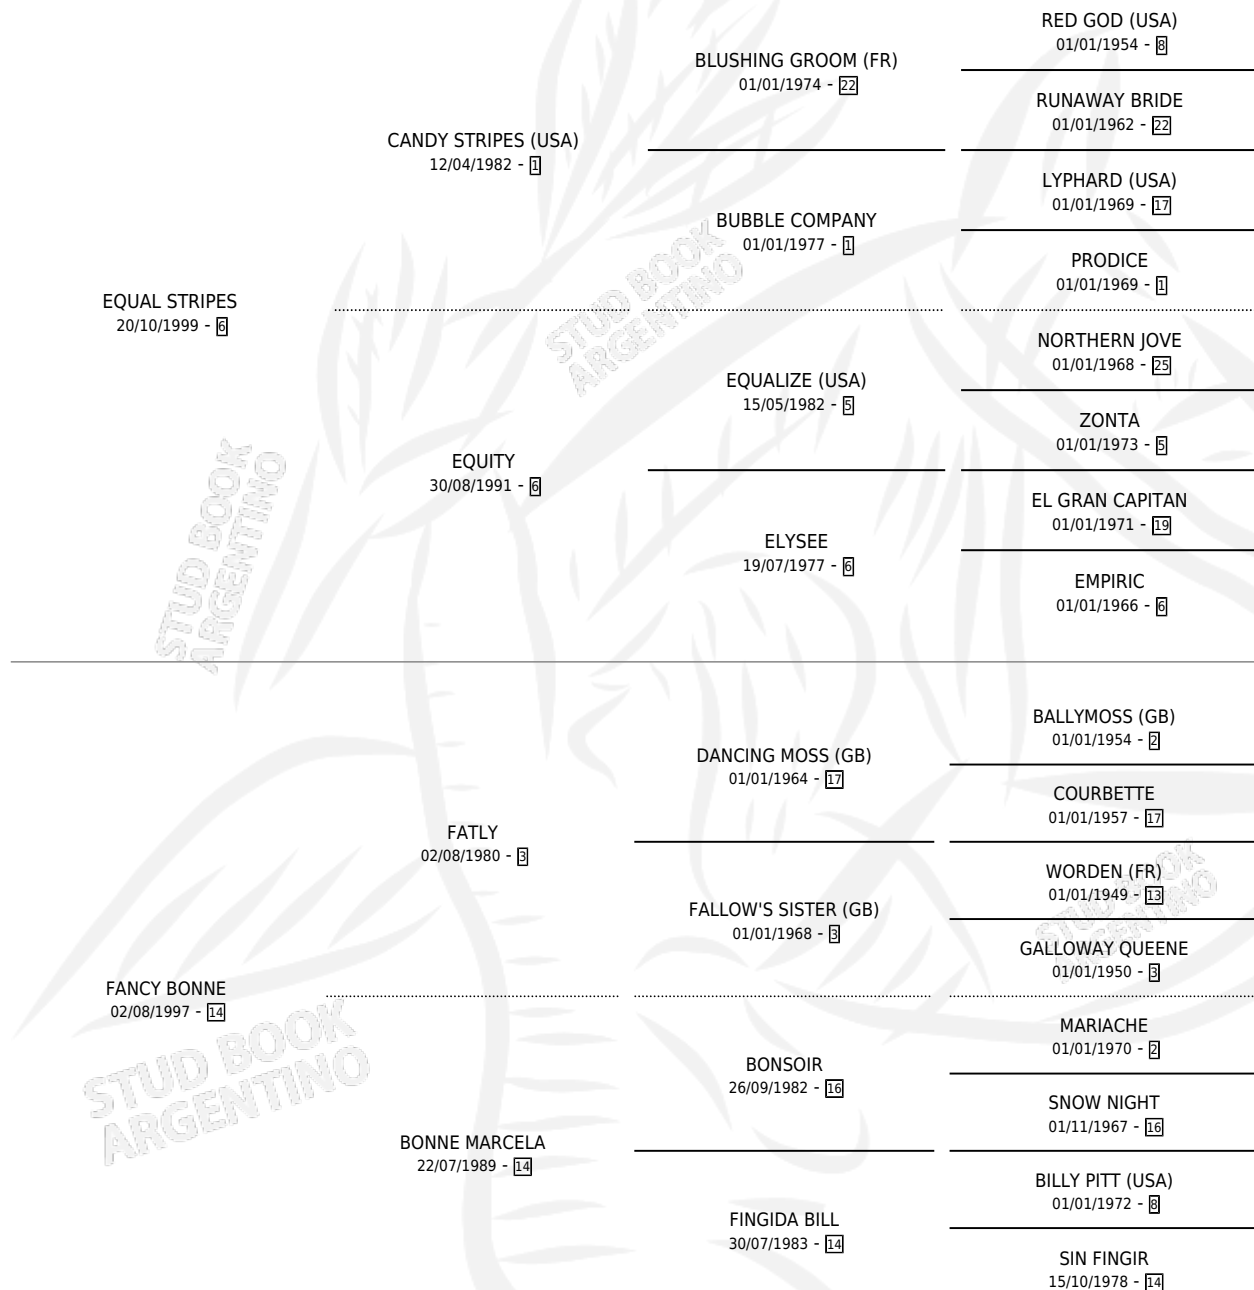 RED GOD (USA)
01/01/1954 - 8
BLUSHING GROOM (FR)
01/01/1974 - 22
RUNAWAY BRIDE
01/01/1962 - 22
CANDY STRIPES (USA)
12/04/1982 - 1
LYPHARD (USA)
01/01/1969 - 17
BUBBLE COMPANY
01/01/1977 - 1
PRODICE
01/01/1969 - 1
EQUAL STRIPES
20/10/1999 - 6
STUD BOOK
ARGENTINO
NORTHERN JOVE
01/01/1968 - 25
EQUALIZE (USA)
15/05/1982 - 5
ZONTA
01/01/1973 - 5
EQUITY
30/08/1991 - 6
EL GRAN CAPITAN
01/01/1971 - 19
ELYSEE
19/07/1977 - 6
EMPIRIC
01/01/1966 - 6
STUD BOOK
ARGENTINO
BALLYMOSS (GB)
01/01/1954 - 2
DANCING MOSS (GB)
01/01/1964 - 17
COURBETTE
01/01/1957 - 17
FATLY
02/08/1980 - 3
WORDEN (FR)
01/01/1949 - 13
FALLOW'S SISTER (GB)
01/01/1968 - 3
STUD BOOK
ARGENTINO
GALLOWAY QUEENE
01/01/1950 - 3
FANCY BONNE
02/08/1997 - 14
STUD BOOK
ARGENTINO
MARIACHE
01/01/1970 - 2
BONSOIR
26/09/1982 - 16
SNOW NIGHT
01/11/1967 - 16
BONNE MARCELA
22/07/1989 - 14
BILLY PITT (USA)
01/01/1972 - 8
FINGIDA BILL
30/07/1983 - 14
SIN FINGIR
15/10/1978 - 14